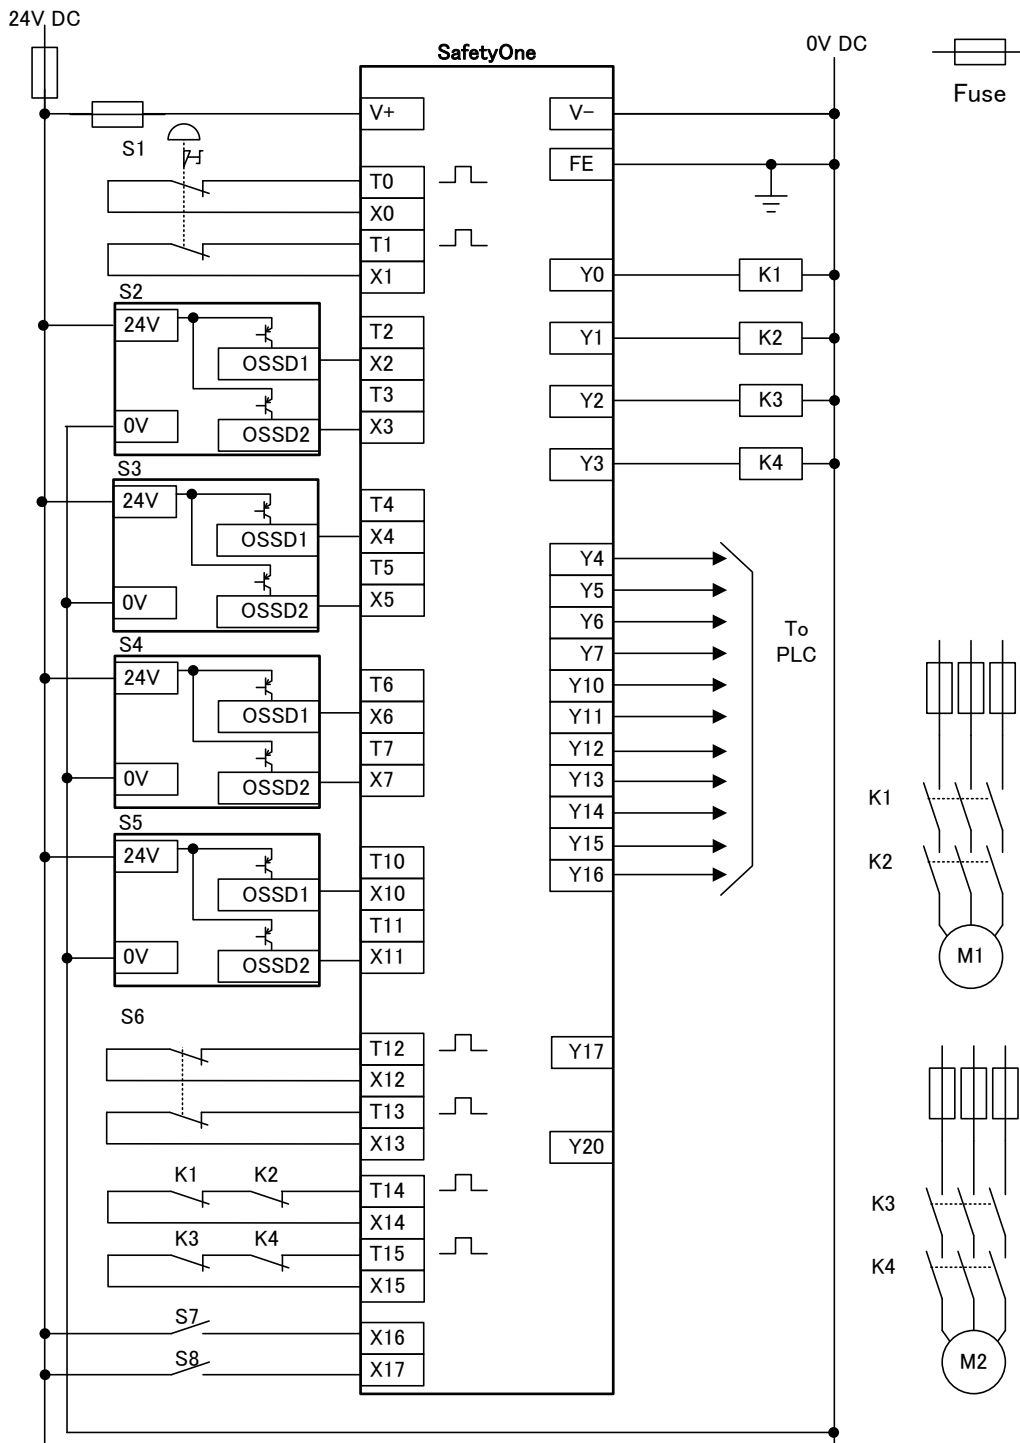 24V DC
0V DC
SafetyOne
Fuse
V+
V-
S1
FE
T0
X0
T1
X1
Y0
K1
S2
24V
OSSD1
OSSD2
0V
T2
X2
T3
X3
Y1
K2
Y2
K3
Y3
K4
S3
24V
OSSD1
OSSD2
0V
T4
X4
T5
X5
Y4
Y5
Y6
Y7
Y10
Y11
Y12
Y13
Y14
Y15
Y16
To
PLC
S4
24V
OSSD1
OSSD2
0V
T6
X6
T7
X7
S5
24V
OSSD1
OSSD2
0V
T10
X10
T11
X11
K1
K2
M1
S6
T12
X12
T13
X13
Y17
Y20
K1 K2
T14
X14
K3 K4
T15
X15
S7
X16
S8
X17
K3
K4
M2